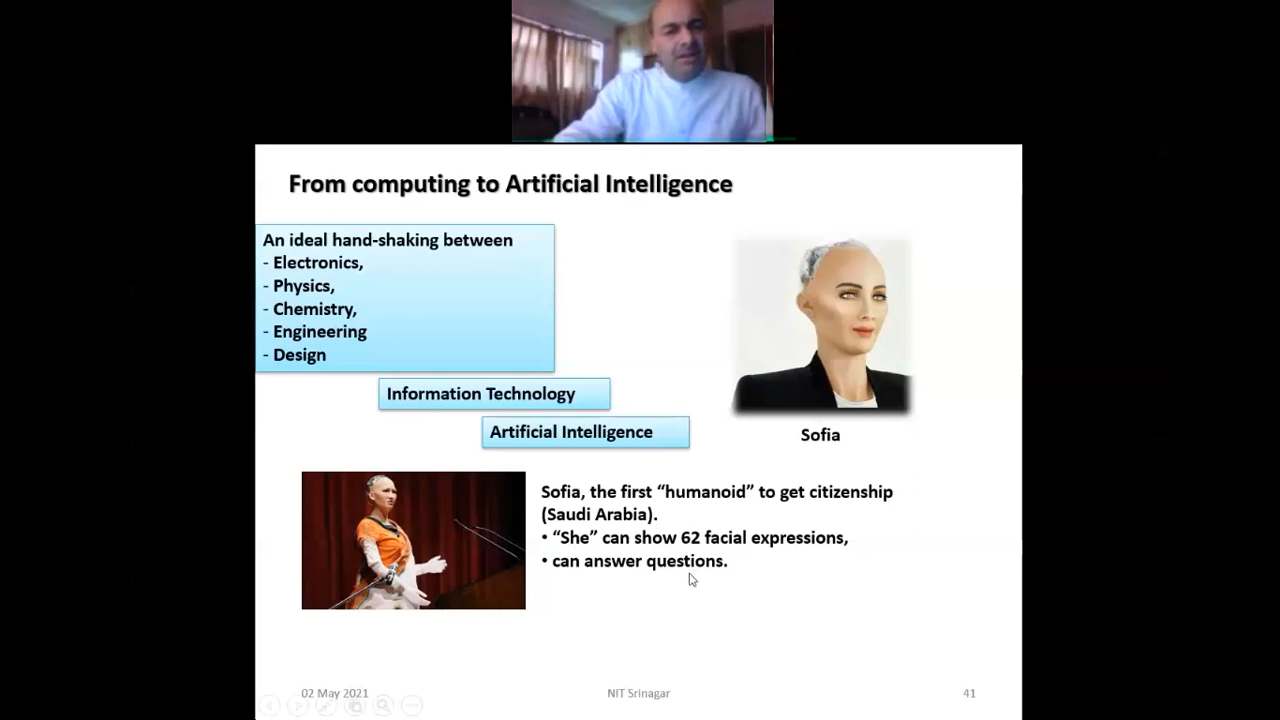 From computing to Artificial Intelligence
An ideal hand-shaking between
- Electronics,
- Physics,
- Chemistry,
- Engineering
- Design
Information Technology
Artificial Intelligence
Sofia
Sofia, the first “humanoid” to get citizenship
(Saudi Arabia).
• “She” can show 62 facial expressions,
• can answer questions.
02 May 2021
NIT Srinagar
41